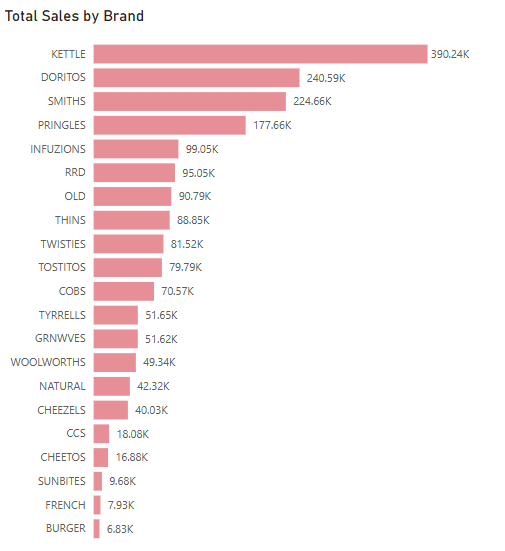 Total Sales by Brand
KETTLE 390.24K
DORITOS 240.59K
SMITHS 224.66K
PRINGLES 177.66K
INFUZIONS 99.05K
RRD 95.05K
OLD 90.79K
THINS 88.85K
TWISTIES 81.52K
TOSTITOS 79.79K
COBS 70.57K
TYRRELLS 51.65K
GRNWVES 51.62K
WOOLWORTHS 49.34K
NATURAL 42.32K
CHEEZELS 40.03K
CCS 18.08K
CHEETOS 16.88K
SUNBITES 9.68K
FRENCH 7.93K
BURGER 6.83K